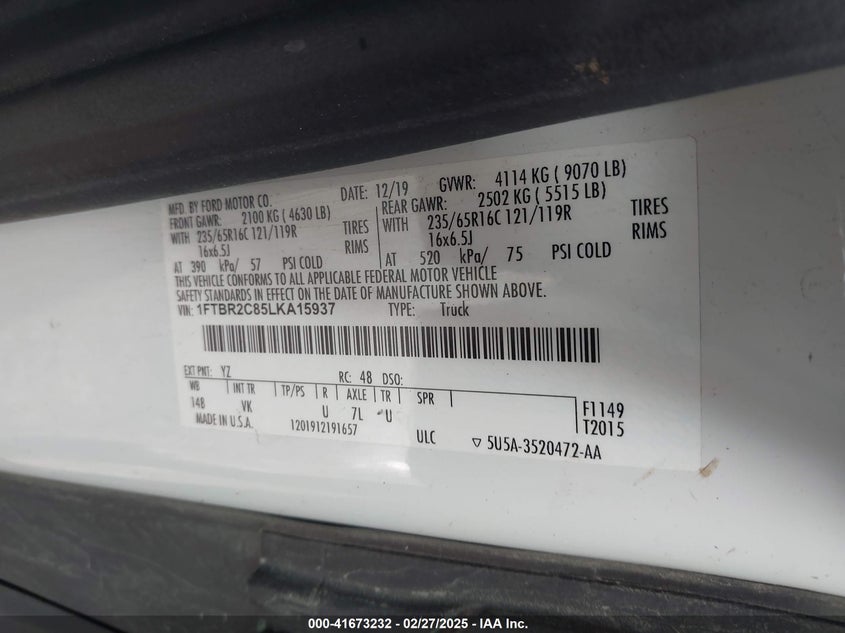 MFD. BY FORD MOTOR CO. DATE: 12/19 GVWR: 4114 KG ( 9070 LB)
FRONT GAWR: 2100 KG (4630 LB) REAR GAWR: 2502 KG ( 5515 LB)
WITH 235/65R16C 121/119R TIRES WITH 235/65R16C 121/119R TIRES
16x6.5J RIMS 16x6.5J RIMS
AT 390 kPa/ 57 PSI COLD AT 520 kPa/ 75 PSI COLD
THIS VEHICLE CONFORMS TO ALL APPLICABLE FEDERAL MOTOR VEHICLE
SAFETY STANDARDS IN EFFECT ON THE DATE OF MANUFACTURE SHOWN ABOVE.
VIN: 1FTBR2C85LKA15937 TYPE: Truck
EXT PNT: YZ RC: 48 DSO:
WB INT TR TP/PS R AXLE TR SPR
148 VK U 7L U F1149
MADE IN U.S.A. 1201912191657 T2015
ULC ▽ 5U5A-3520472-AA
000-41673232 - 02/27/2025 - IAA Inc.